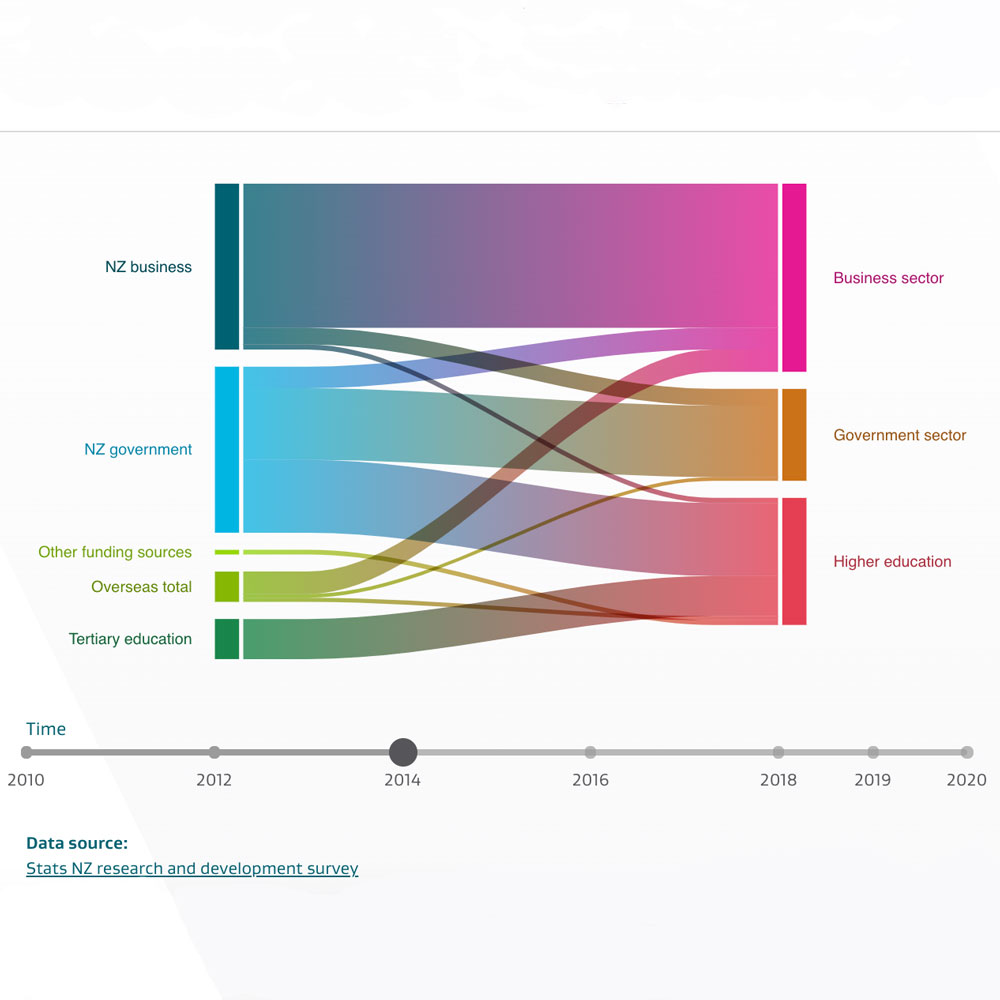 NZ business
Business sector
Government sector
NZ government
Other funding sources
Higher education
Overseas total
Tertiary education
Time
2010 2012 2014 2016 2018 2019 2020
Data source:
Stats NZ research and development survey